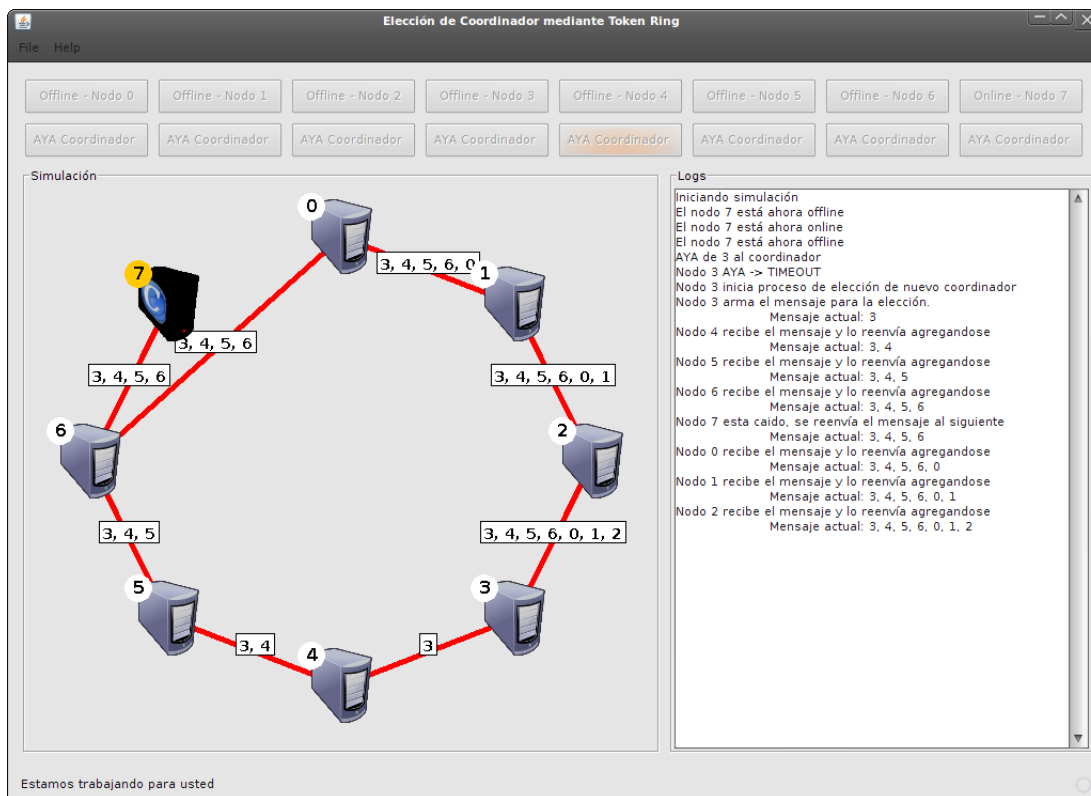 Elección de Coordinador mediante Token Ring
File Help
Offline - Nodo 0 Offline - Nodo 1 Offline - Nodo 2 Offline - Nodo 3 Offline - Nodo 4 Offline - Nodo 5 Offline - Nodo 6 Online - Nodo 7
AYA Coordinador AYA Coordinador AYA Coordinador AYA Coordinador AYA Coordinador AYA Coordinador AYA Coordinador AYA Coordinador
Simulación
0
3, 4, 5, 6, 0
1
7
3, 4, 5, 6
3, 4, 5, 6
3, 4, 5, 6, 0, 1
6
2
3, 4, 5
3, 4, 5, 6, 0, 1, 2
5
3
3, 4
3
4
Logs
Iniciando simulación
El nodo 7 está ahora offline
El nodo 7 está ahora online
El nodo 7 está ahora offline
AYA de 3 al coordinador
Nodo 3 AYA -> TIMEOUT
Nodo 3 inicia proceso de elección de nuevo coordinador
Nodo 3 arma el mensaje para la elección.
Mensaje actual: 3
Nodo 4 recibe el mensaje y lo reenvía agregandose
Mensaje actual: 3, 4
Nodo 5 recibe el mensaje y lo reenvía agregandose
Mensaje actual: 3, 4, 5
Nodo 6 recibe el mensaje y lo reenvía agregandose
Mensaje actual: 3, 4, 5, 6
Nodo 7 esta caido, se reenvía el mensaje al siguiente
Mensaje actual: 3, 4, 5, 6
Nodo 0 recibe el mensaje y lo reenvía agregandose
Mensaje actual: 3, 4, 5, 6, 0
Nodo 1 recibe el mensaje y lo reenvía agregandose
Mensaje actual: 3, 4, 5, 6, 0, 1
Nodo 2 recibe el mensaje y lo reenvía agregandose
Mensaje actual: 3, 4, 5, 6, 0, 1, 2
Estamos trabajando para usted